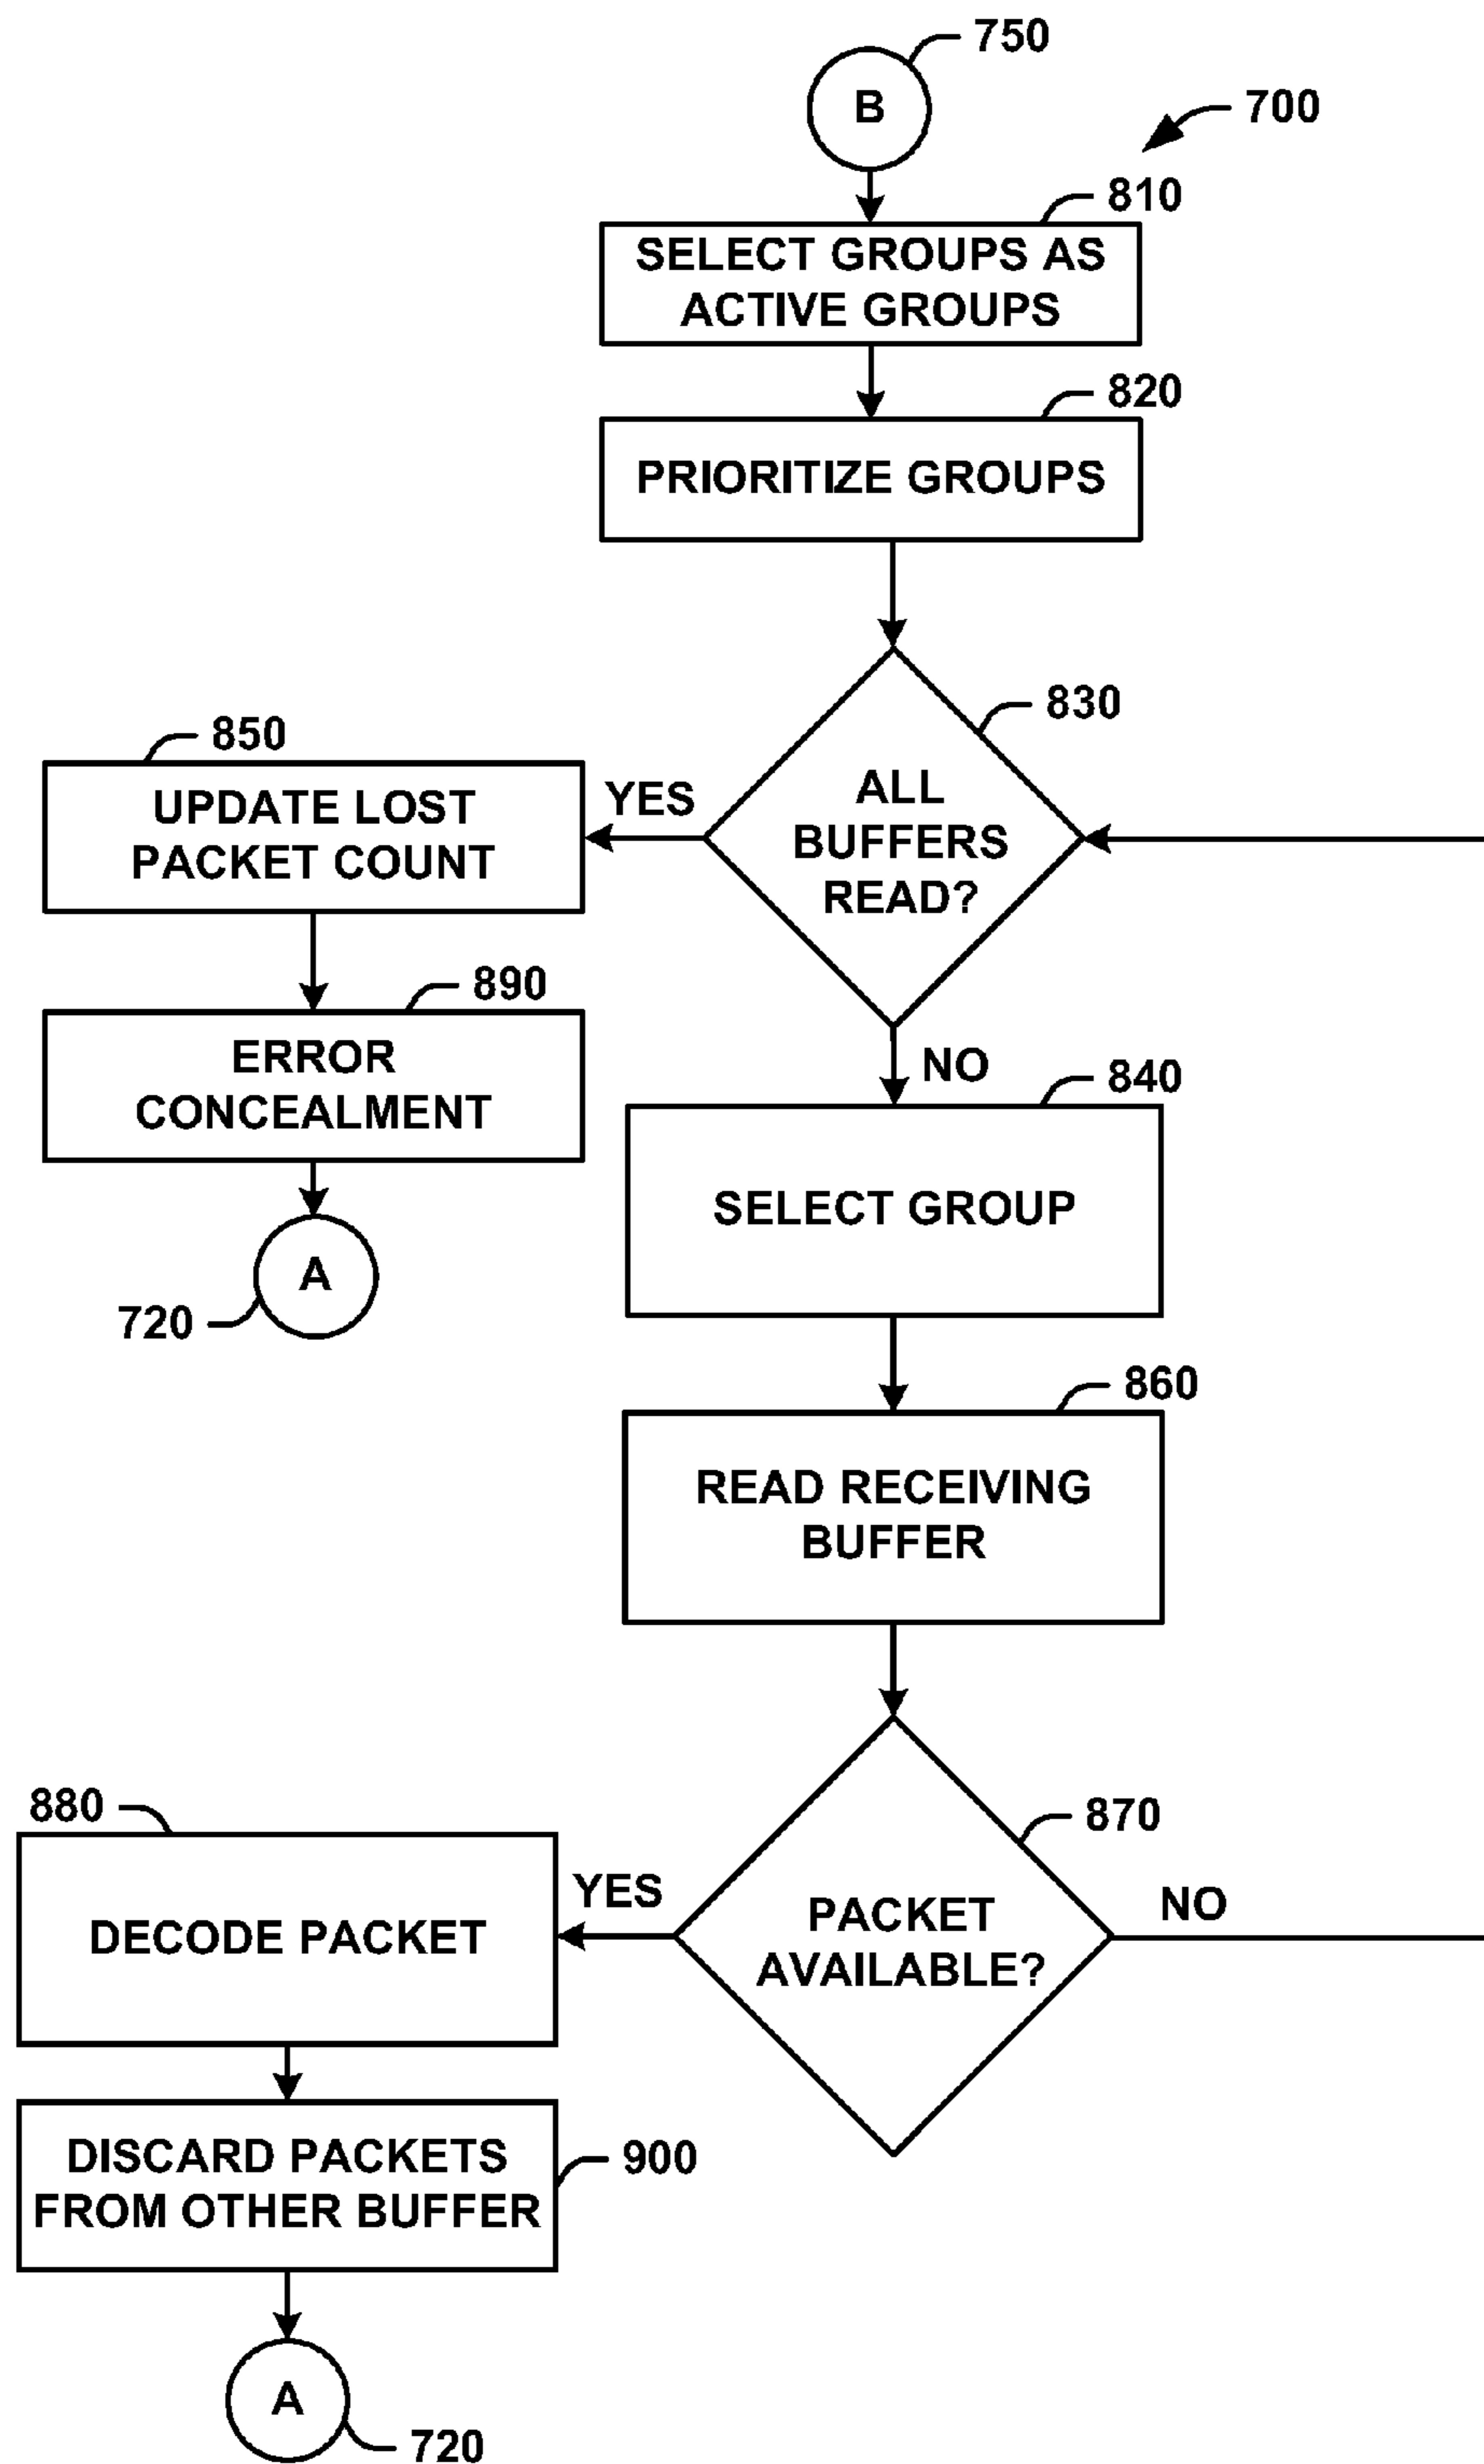 750
B
700
810
SELECT GROUPS AS
ACTIVE GROUPS
820
PRIORITIZE GROUPS
830
ALL
BUFFERS
READ?
YES
850
UPDATE LOST
PACKET COUNT
890
ERROR
CONCEALMENT
A
720
NO
840
SELECT GROUP
860
READ RECEIVING
BUFFER
870
PACKET
AVAILABLE?
NO
YES
880
DECODE PACKET
900
DISCARD PACKETS
FROM OTHER BUFFER
A
720